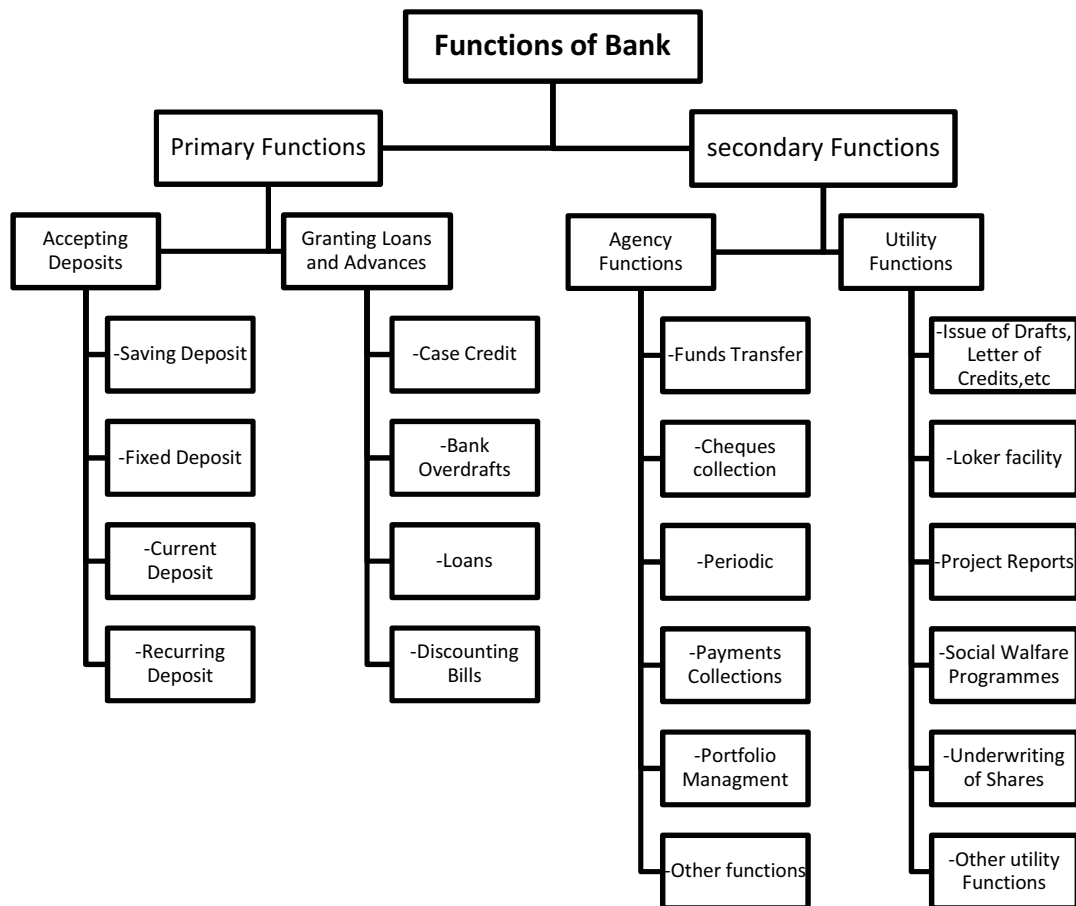 Functions of Bank
Primary Functions
secondary Functions
Accepting
Deposits
Granting Loans
and Advances
Agency
Functions
Utility
Functions
-Saving Deposit
-Fixed Deposit
-Current
Deposit
-Recurring
Deposit
-Case Credit
-Bank
Overdrafts
-Loans
-Discounting
Bills
-Funds Transfer
-Cheques
collection
-Periodic
-Payments
Collections
-Portfolio
Managment
-Other functions
-Issue of Drafts,
Letter of
Credits,etc
-Loker facility
-Project Reports
-Social Walfare
Programmes
-Underwriting
of Shares
-Other utility
Functions